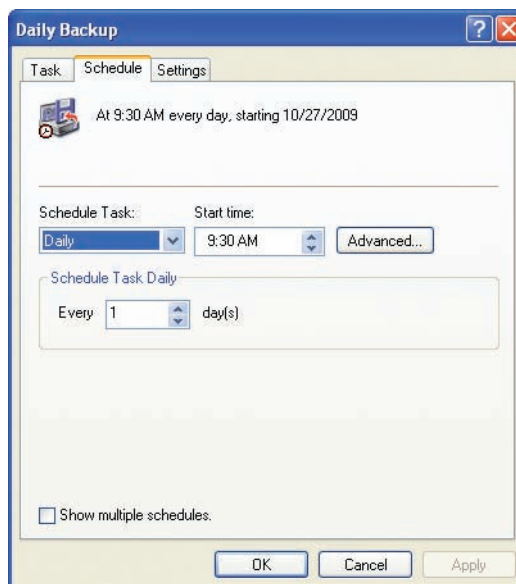 Daily Backup
Task Schedule Settings
At 9:30 AM every day, starting 10/27/2009
Schedule Task: Start time:
Daily 9:30 AM Advanced...
Schedule Task Daily
Every 1 day(s)
Show multiple schedules.
OK Cancel Apply